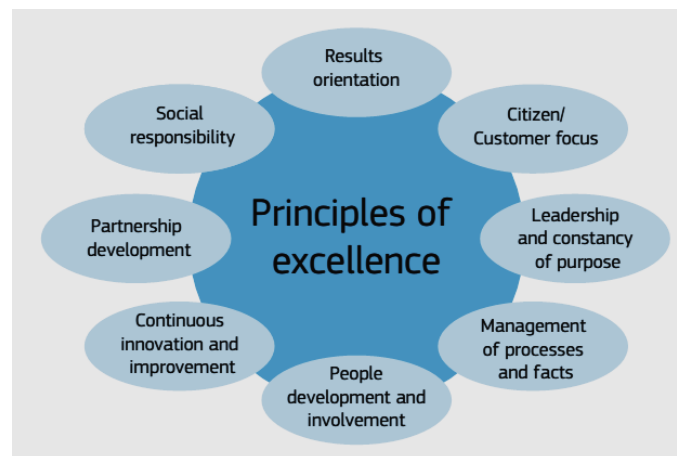 Principles of
excellence
Results
orientation
Citizen/
Customer focus
Leadership
and constancy
of purpose
Management
of processes
and facts
People
development and
involvement
Continuous
innovation and
improvement
Partnership
development
Social
responsibility